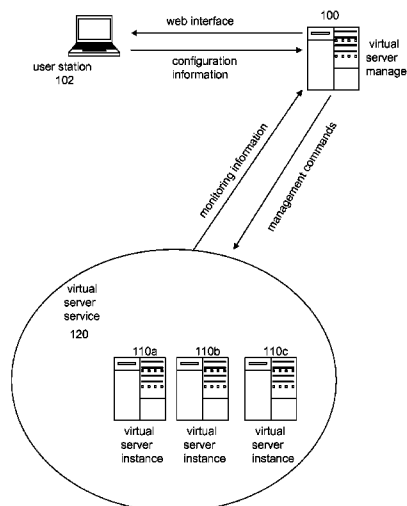 web interface
100
user station
102
configuration
information
virtual
server
manage
monitoring information
management commands
virtual
server
service
120
110a
110b
110c
virtual
server
instance
virtual
server
instance
virtual
server
instance